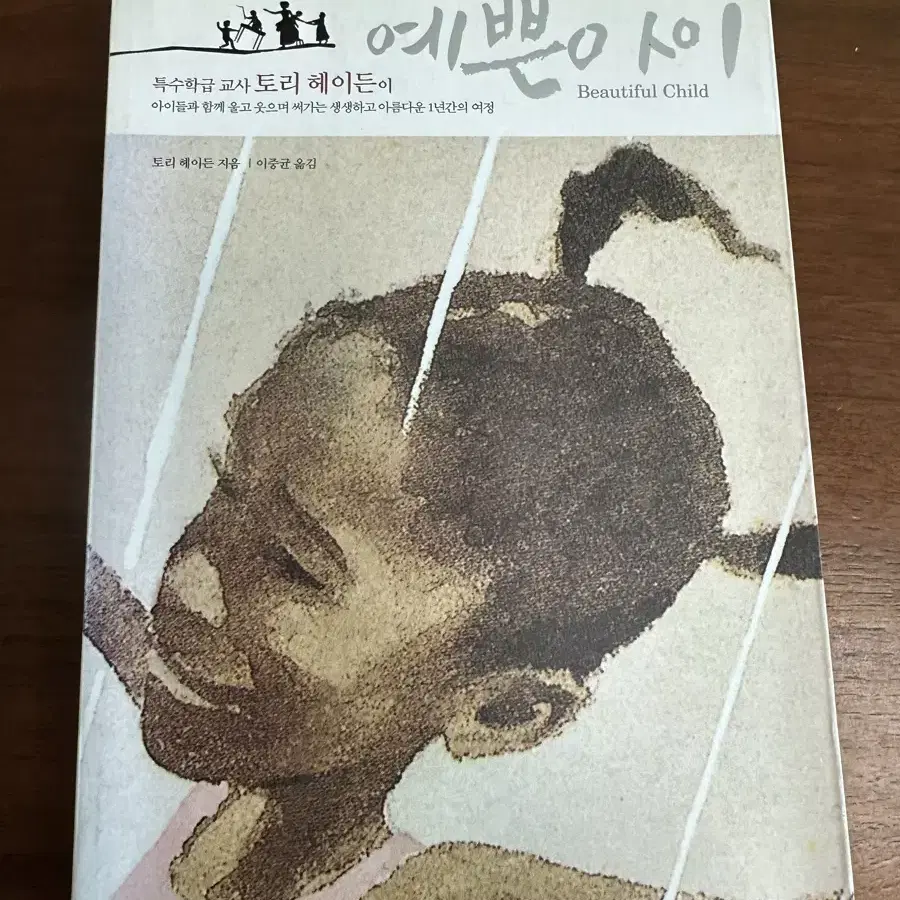 예쁜아이
Beautiful Child
특수학급 교사 토리 헤이든이
아이들과 함께 울고 웃으며 써가는 생생하고 아름다운 1년간의 여정
토리 헤이든 지음 | 이중균 옮김